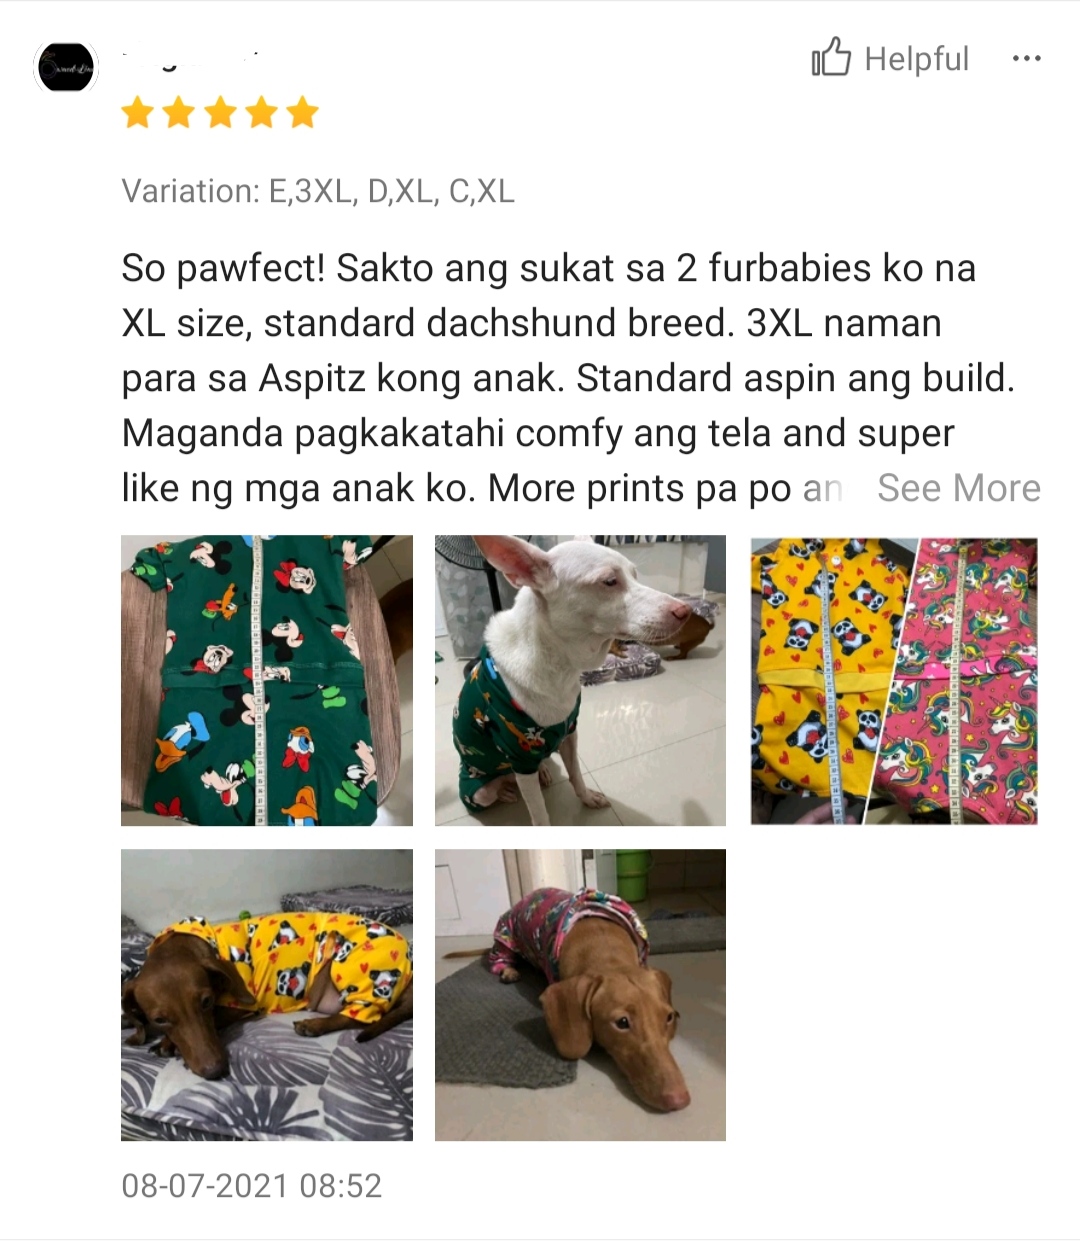 Helpful
Variation: E,3XL, D,XL, C,XL
So pawfect! Sakto ang sukat sa 2 furbabies ko na
XL size, standard dachshund breed. 3XL naman
para sa Aspitz kong anak. Standard aspin ang build.
Maganda pagkakatahi comfy ang tela and super
like ng mga anak ko. More prints pa po an See More
08-07-2021 08:52